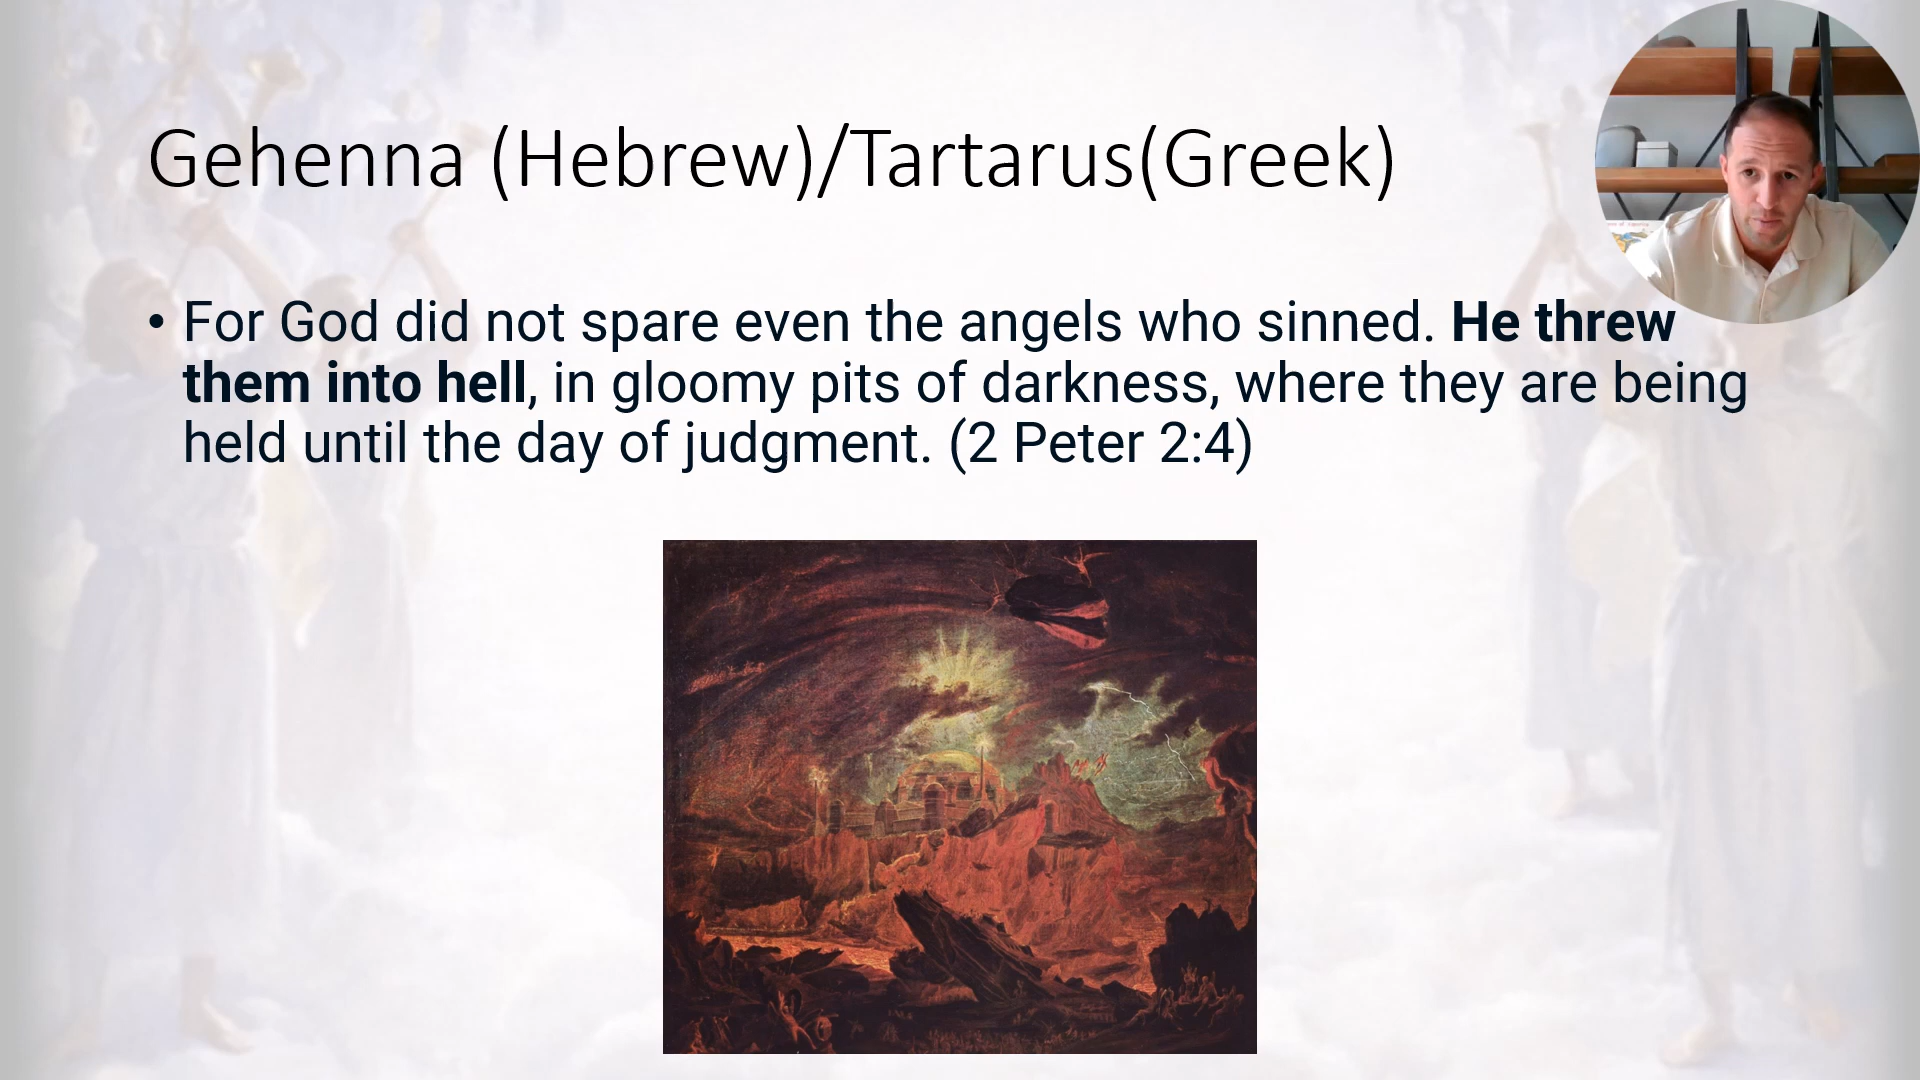 Gehenna (Hebrew)/Tartarus(Greek)
• For God did not spare even the angels who sinned. He threw
them into hell, in gloomy pits of darkness, where they are being
held until the day of judgment. (2 Peter 2:4)